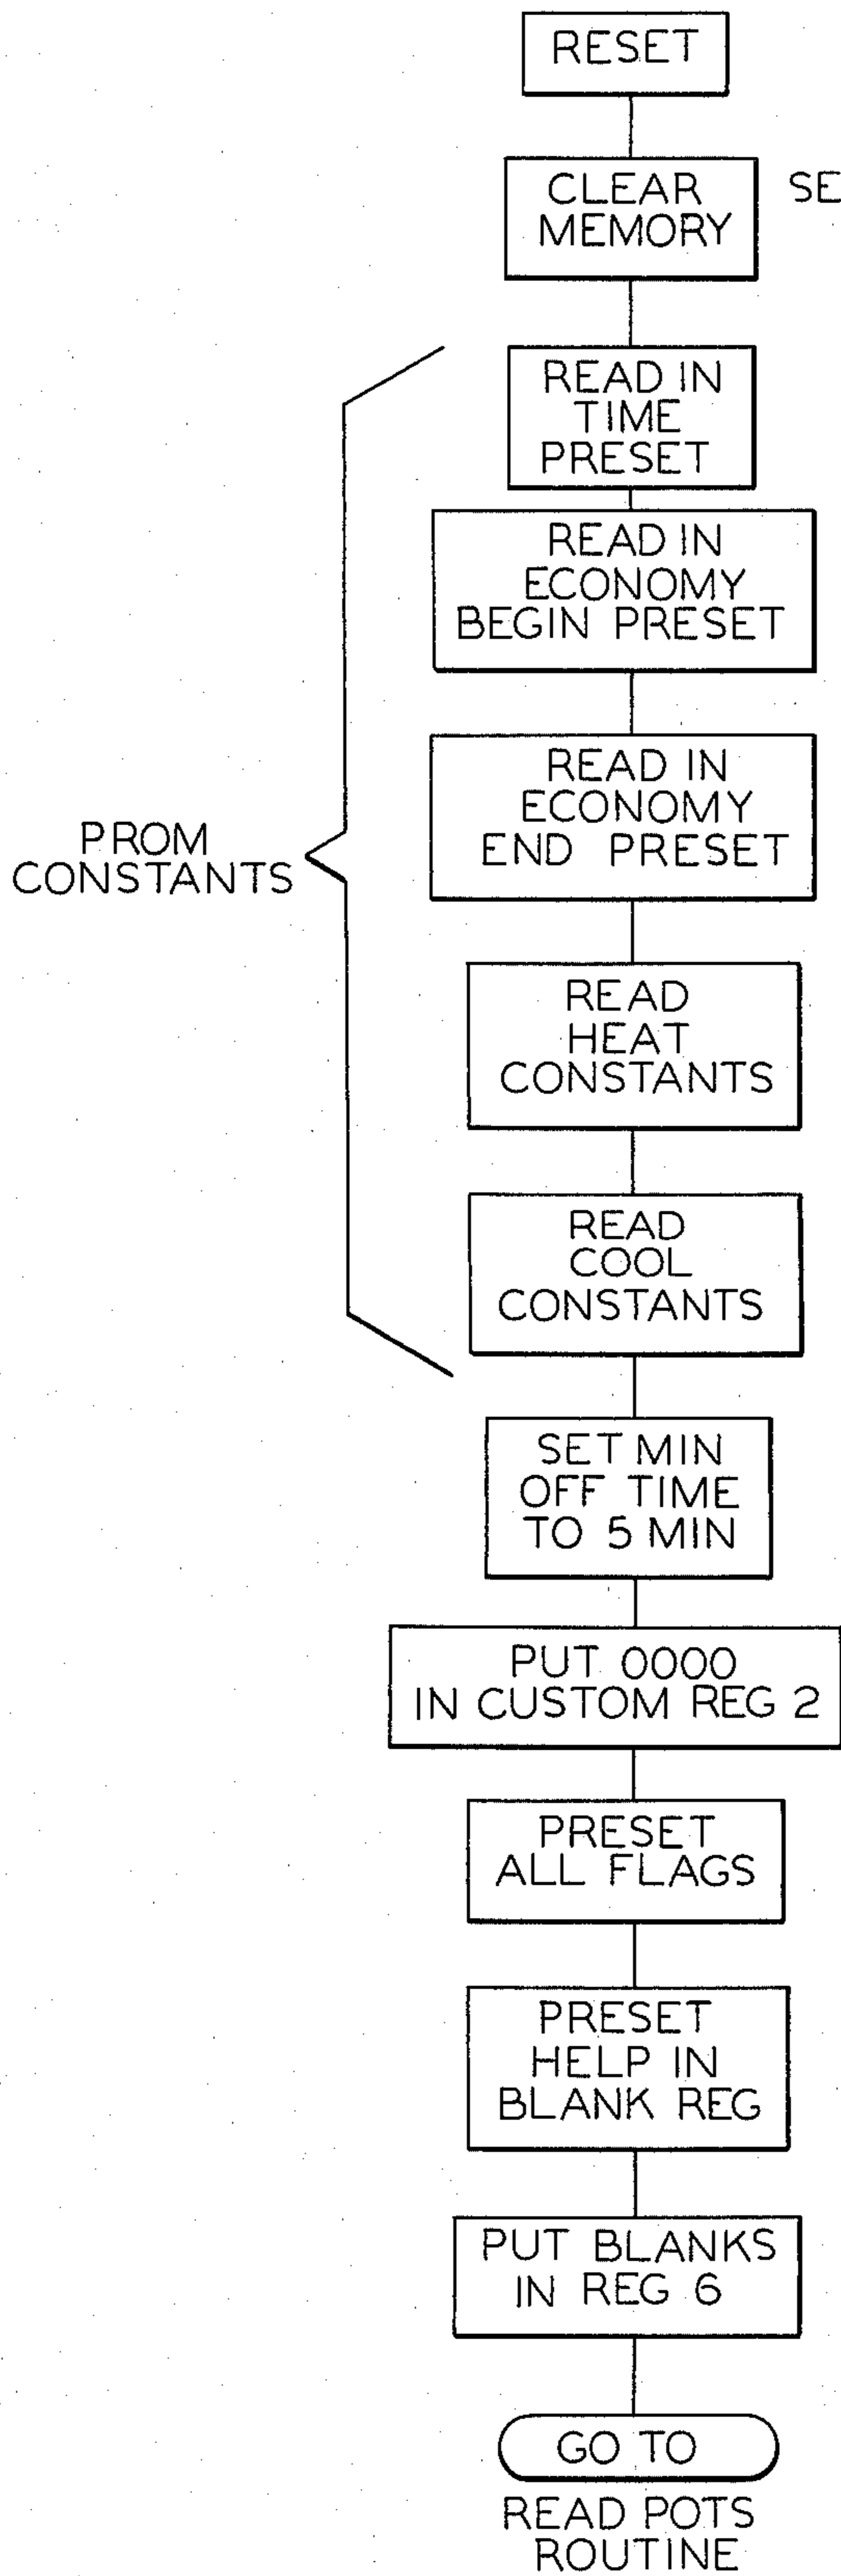 RESET
CLEAR
MEMORY
SE
READ IN
TIME
PRESET
READ IN
ECONOMY
BEGIN PRESET
READ IN
ECONOMY
END PRESET
PROM
CONSTANTS
READ
HEAT
CONSTANTS
READ
COOL
CONSTANTS
SET MIN
OFF TIME
TO 5 MIN
PUT 0000
IN CUSTOM REG 2
PRESET
ALL FLAGS
PRESET
HELP IN
BLANK REG
PUT BLANKS
IN REG 6
GO TO
READ POTS
ROUTINE